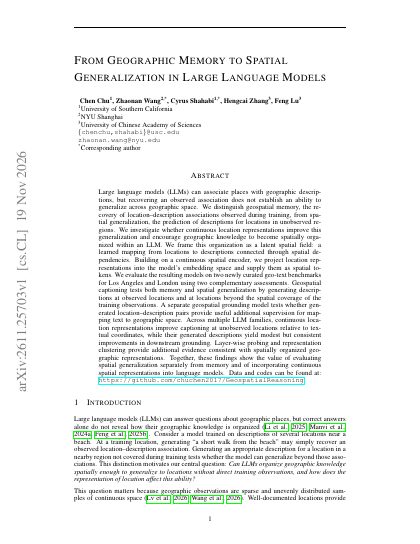 FROM GEOGRAPHIC MEMORY TO SPATIAL
GENERALIZATION IN LARGE LANGUAGE MODELS
Chen Chu¹, Zhaonan Wang²,*, Cyrus Shahabi¹,*, Hengcai Zhang³, Feng Lu³
¹University of Southern California
²NYU Shanghai
³University of Chinese Academy of Sciences
{chenchu,shahabi}@usc.edu
zhaonan.wang@nyu.edu
*Corresponding author
ABSTRACT
Large language models (LLMs) can associate places with geographic descrip-
tions, but recovering an observed association does not establish an ability to
generalize across geographic space. We distinguish geospatial memory, the re-
covery of location–description associations observed during training, from spa-
tial generalization, the prediction of descriptions for locations in unobserved re-
gions. We investigate whether continuous location representations improve this
generalization and encourage geographic knowledge to become spatially orga-
nized within an LLM. We frame this organization as a latent spatial field: a
learned mapping from locations to descriptions connected through spatial de-
pendencies. Building on a continuous spatial encoder, we project location rep-
resentations into the model's embedding space and supply them as spatial to-
kens. We evaluate the resulting models on two newly curated geo-text benchmarks
for Los Angeles and London using two complementary assessments. Geospatial
captioning tests both memory and spatial generalization by generating descrip-
tions at observed locations and at locations beyond the spatial coverage of the
training observations. A separate geospatial grounding model tests whether gen-
erated location–description pairs provide useful additional supervision for map-
ping text to geographic space. Across multiple LLM families, continuous loca-
tion representations improve captioning at unobserved locations relative to tex-
tual coordinates, while their generated descriptions yield modest but consistent
improvements in downstream grounding. Layer-wise probing and representation
clustering provide additional evidence consistent with spatially organized geo-
graphic representations. Together, these findings show the value of evaluating
spatial generalization separately from memory and of incorporating continuous
spatial representations into language models. Data and codes can be found at:
https://github.com/chuchen2017/GeospatialReasoning
1 INTRODUCTION
Large language models (LLMs) can answer questions about geographic places, but correct answers
alone do not reveal how their geographic knowledge is organized (Li et al., 2025; Manvi et al.,
2024a; Feng et al., 2025b). Consider a model trained on descriptions of several locations near a
beach. At a training location, generating "a short walk from the beach" may simply recover an
observed location–description association. Generating an appropriate description for a location in a
nearby region not covered during training tests whether the model can generalize beyond those asso-
ciations. This distinction motivates our central question: Can LLMs organize geographic knowledge
spatially enough to generalize to locations without direct training observations, and how does the
representation of location affect this ability?
This question matters because geographic observations are sparse and unevenly distributed sam-
ples of continuous space (Lv et al., 2026; Wang et al., 2026). Well-documented locations provide
1
arXiv:2611.25703v1 [cs.CL] 19 Nov 2026